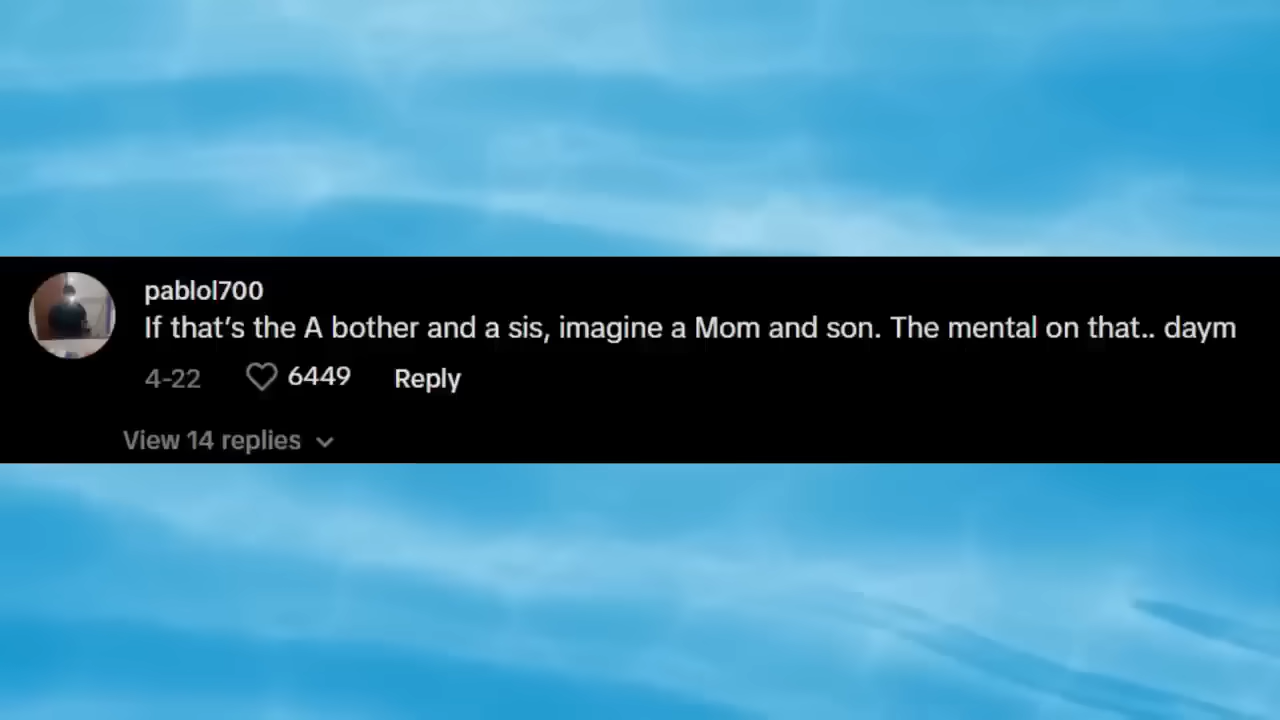 pablol700
If that's the A bother and a sis, imagine a Mom and son. The mental on that.. daym
4-22 6449 Reply
View 14 replies